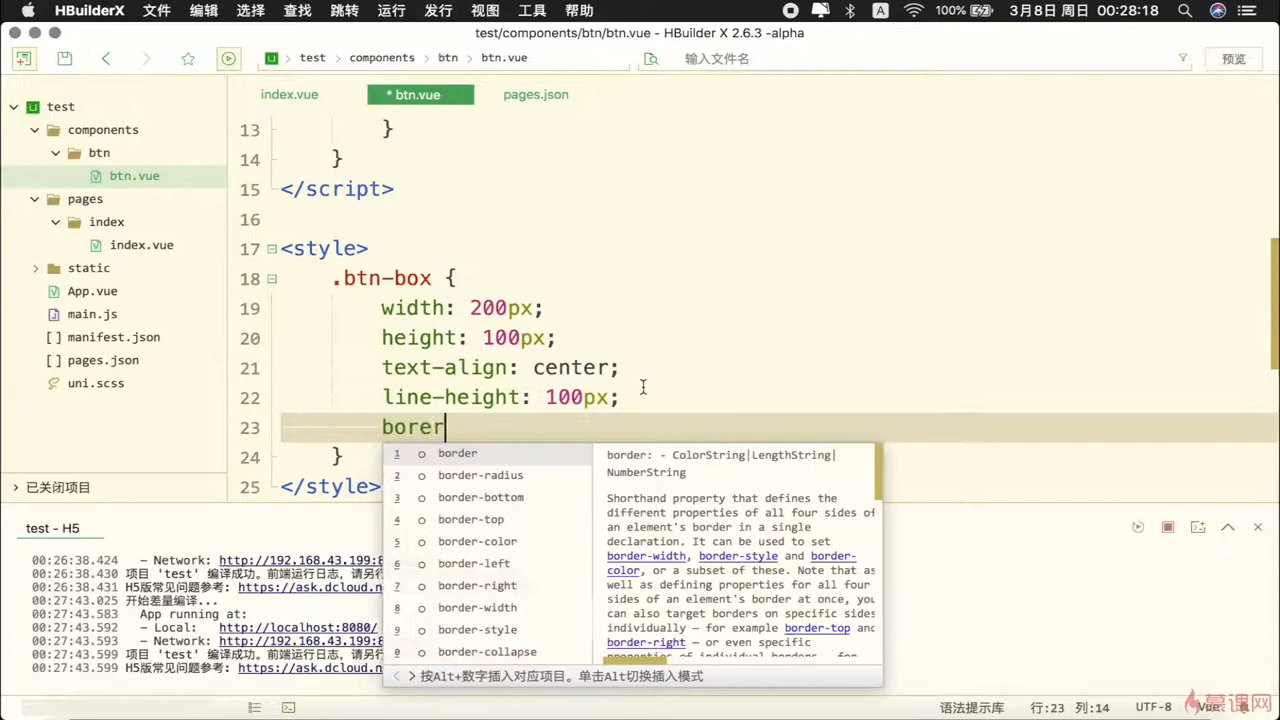 HBuilderX 文件 编辑 选择 查找 跳转 运行 发行 视图 工具 帮助 A 100% 3月8日 周日 00:28:18
test/components/btn/btn.vue - HBuilder X 2.6.3 -alpha
test components btn btn.vue 输入文件名 预览
index.vue * btn.vue pages.json
test
components
btn
btn.vue
pages
index
index.vue
static
App.vue
main.js
[ ] manifest.json
[ ] pages.json
uni.scss
已关闭项目
13 }
14 }
15 </script>
16
17 <style>
18 .btn-box {
19 width: 200px;
20 height: 100px;
21 text-align: center;
22 line-height: 100px;
23 borer
24 }
25 </style>
1 border
2 border-radius
3 border-bottom
4 border-top
5 border-color
6 border-left
7 border-right
8 border-width
9 border-style
0 border-collapse
border: - ColorString|LengthString|
NumberString
Shorthand property that defines the
different properties of all four sides of
an element's border in a single
declaration. It can be used to set
border-width, border-style and border-
color, or a subset of these. Note that as
well as defining properties for all four
sides of an element's border at once, you
can also target borders on specific sides
individually — for example border-top and
border-right — or even specific
properties of individual borders — for
按Alt+数字插入对应项目。单击Alt切换插入模式
test - H5
00:26:38.424 - Network: http://192.168.43.199:8
00:26:38.430 项目 'test' 编译成功。前端运行日志，请另行
00:26:38.431 H5版常见问题参考: https://ask.dcloud.n
00:27:43.025 开始差量编译...
00:27:43.583 App running at:
00:27:43.583 - Local: http://localhost:8080/
00:27:43.583 - Network: http://192.168.43.199:8
00:27:43.599 项目 'test' 编译成功。前端运行日志，请另行
00:27:43.599 H5版常见问题参考: https://ask.dcloud.n
语法提示库 行:23 列:14 UTF-8 Vue
慕课网